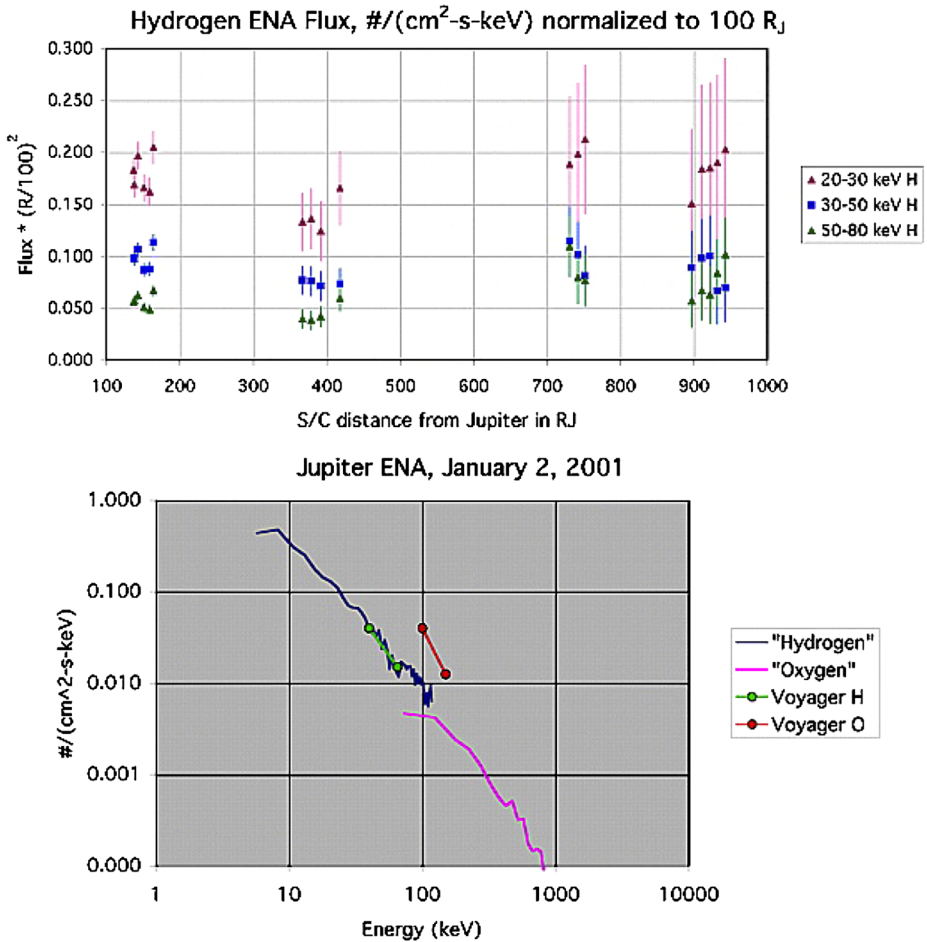 Hydrogen ENA Flux, #/(cm²-s-keV) normalized to 100 R_J
0.300
0.250
0.200
0.150
0.100
0.050
0.000
Flux * (R/100)²
100 200 300 400 500 600 700 800 900 1000
S/C distance from Jupiter in RJ
20-30 keV H
30-50 keV H
50-80 keV H
Jupiter ENA, January 2, 2001
1.000
0.100
0.010
0.001
0.000
#/(cm^2-s-keV)
1 10 100 1000 10000
Energy (keV)
"Hydrogen"
"Oxygen"
Voyager H
Voyager O